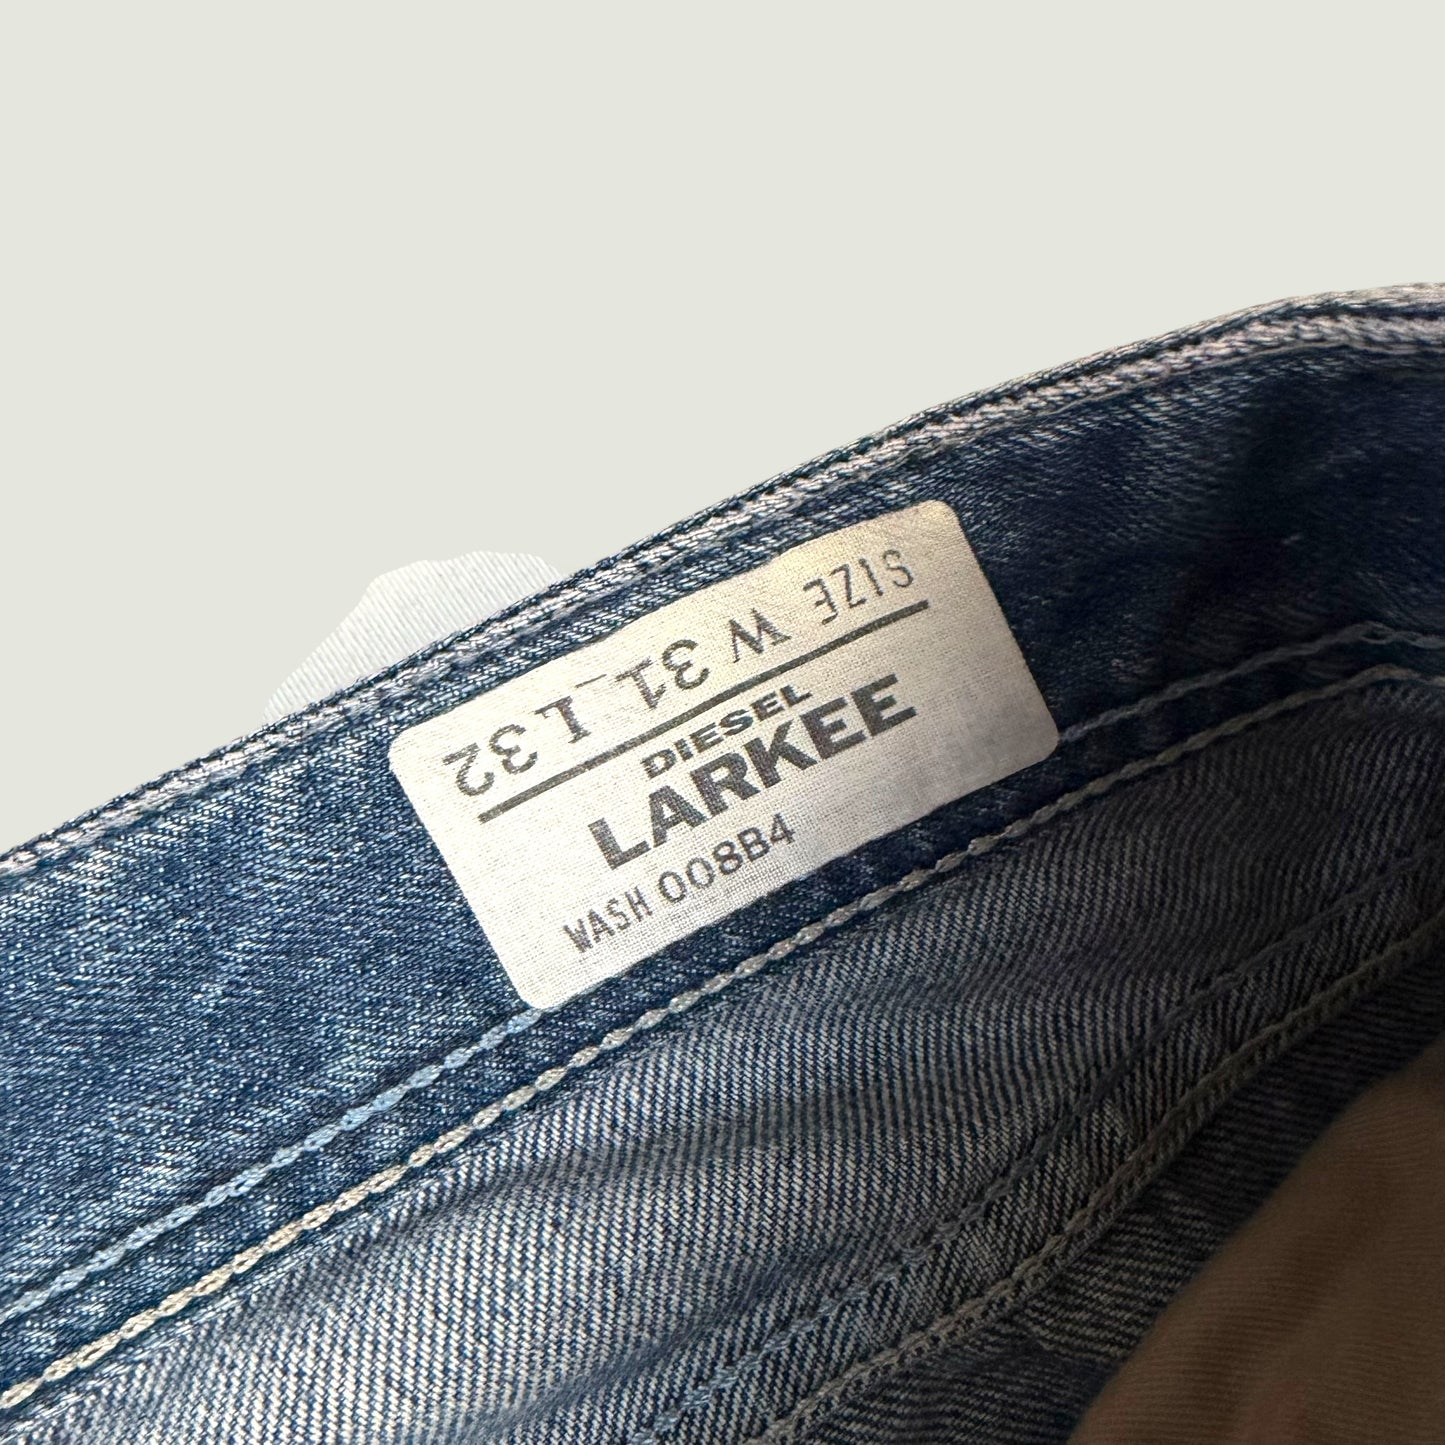 SIZE W 31 L 32
DIESEL
LARKEE
WASH 008B4